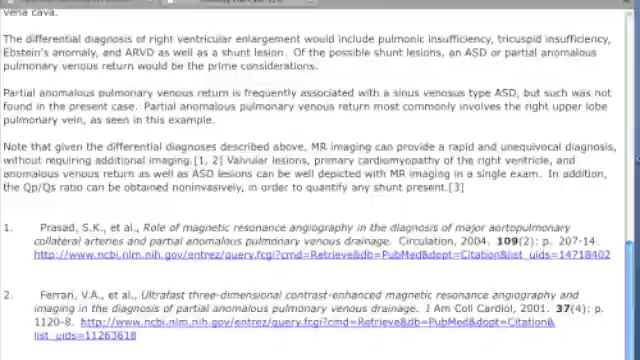 vena cava.
The differential diagnosis of right ventricular enlargement would include pulmonic insufficiency, tricuspid insufficiency,
Ebstein's anomaly, and ARVD as well as a shunt lesion. Of the possible shunt lesions, an ASD or partial anomalous
pulmonary venous return would be the prime considerations.
Partial anomalous pulmonary venous return is frequently associated with a sinus venosus type ASD, but such was not
found in the present case. Partial anomalous pulmonary venous return most commonly involves the right upper lobe
pulmonary vein, as seen in this example.
Note that given the differential diagnoses described above, MR imaging can provide a rapid and unequivocal diagnosis,
without requiring additional imaging.[1, 2] Valvular lesions, primary cardiomyopathy of the right ventricle, and
anomalous venous return as well as ASD lesions can be well depicted with MR imaging in a single exam. In addition,
the Qp/Qs ratio can be obtained noninvasively, in order to quantify any shunt present.[3]
1. Prasad, S.K., et al., Role of magnetic resonance angiography in the diagnosis of major aortopulmonary
collateral arteries and partial anomalous pulmonary venous drainage. Circulation, 2004. 109(2): p. 207-14.
http://www.ncbi.nlm.nih.gov/entrez/query.fcgi?cmd=Retrieve&db=PubMed&dopt=Citation&list_uids=14718402
2. Ferrari, V.A., et al., Ultrafast three-dimensional contrast-enhanced magnetic resonance angiography and
imaging in the diagnosis of partial anomalous pulmonary venous drainage. J Am Coll Cardiol, 2001. 37(4): p.
1120-8. http://www.ncbi.nlm.nih.gov/entrez/query.fcgi?cmd=Retrieve&db=PubMed&dopt=Citation&
list_uids=11263618